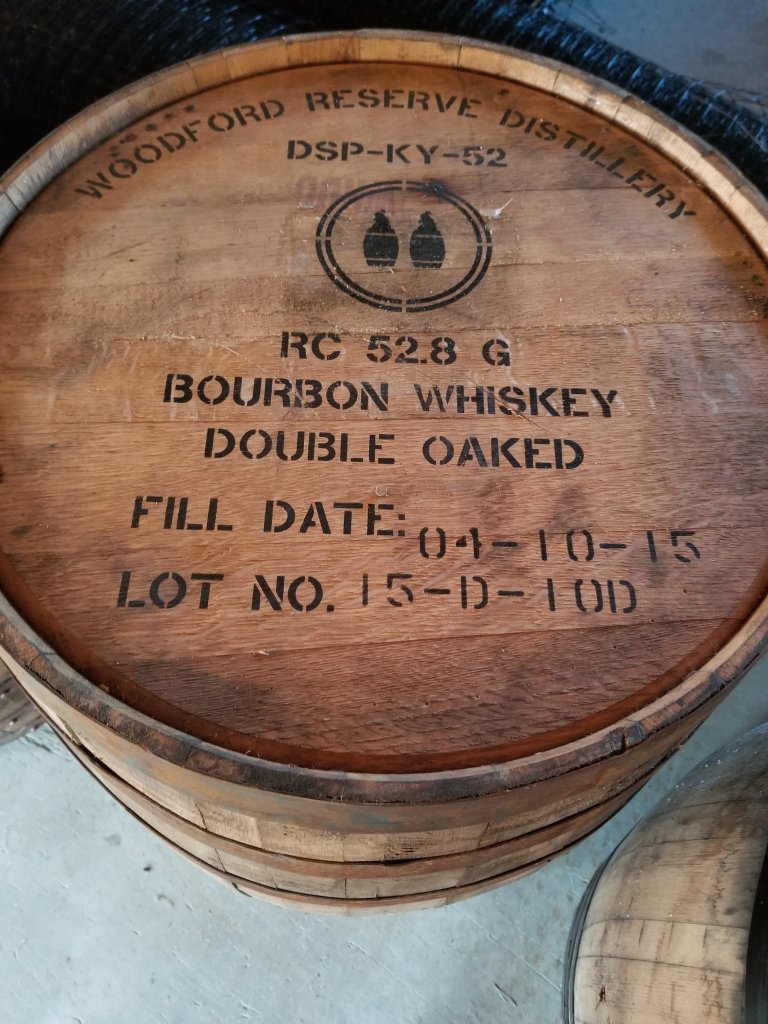 WOODFORD RESERVE DISTILLERY
DSP-KY-52
RC 52.8 G
BOURBON WHISKEY
DOUBLE OAKED
FILL DATE: 04-10-15
LOT NO. 15-D-10D